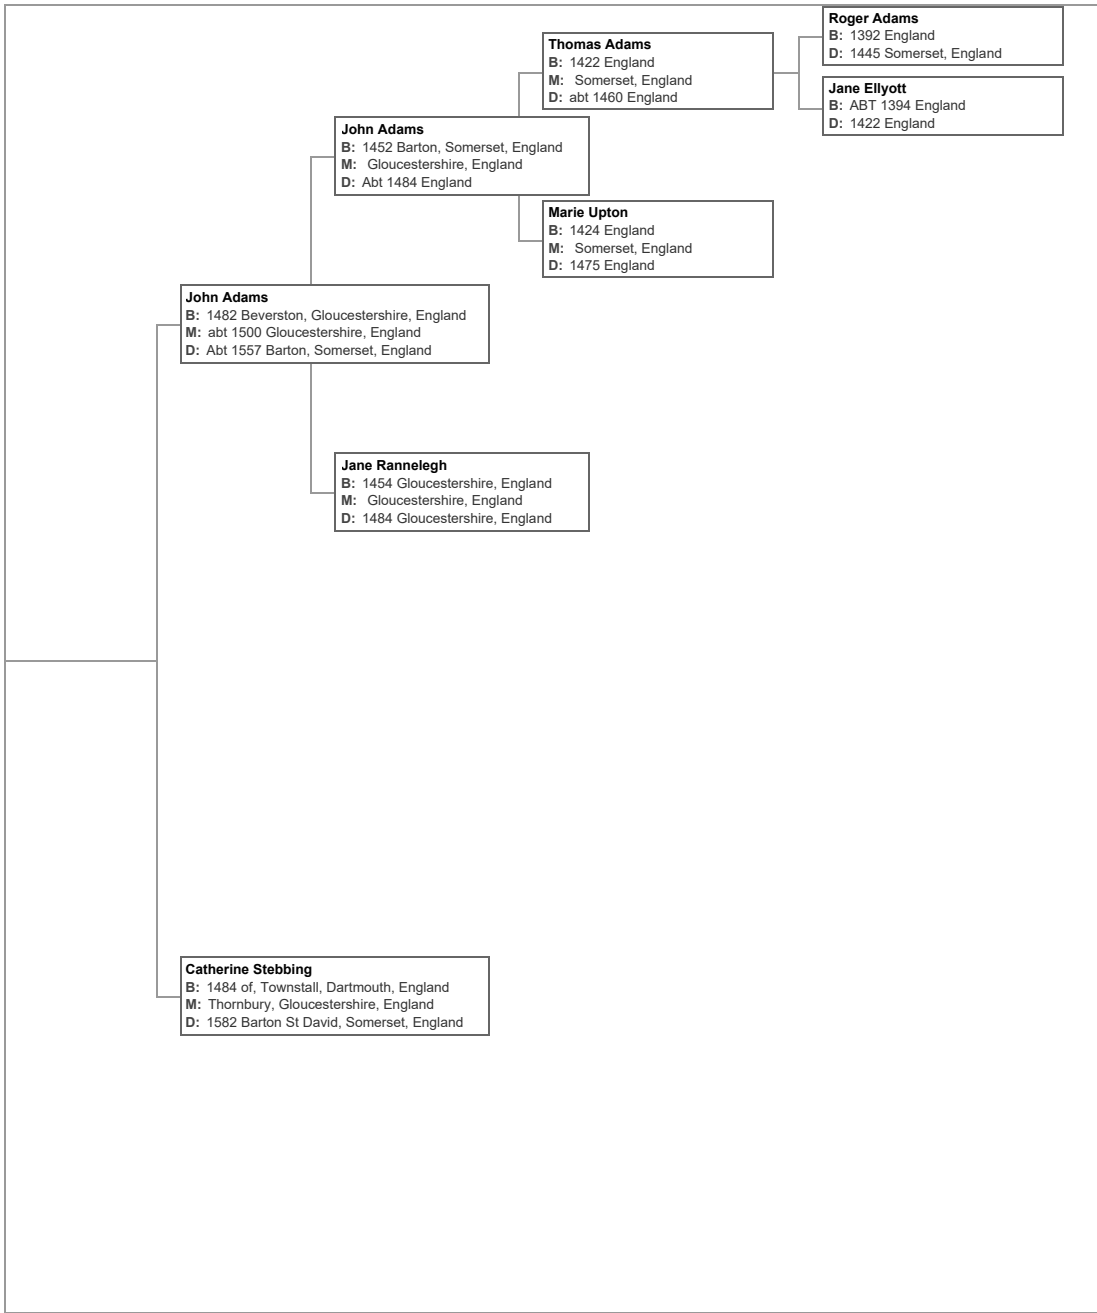 Roger Adams
B: 1392 England
D: 1445 Somerset, England
Thomas Adams
B: 1422 England
M: Somerset, England
D: abt 1460 England
Jane Ellyott
B: ABT 1394 England
D: 1422 England
John Adams
B: 1452 Barton, Somerset, England
M: Gloucestershire, England
D: Abt 1484 England
Marie Upton
B: 1424 England
M: Somerset, England
D: 1475 England
John Adams
B: 1482 Beverston, Gloucestershire, England
M: abt 1500 Gloucestershire, England
D: Abt 1557 Barton, Somerset, England
Jane Rannelegh
B: 1454 Gloucestershire, England
M: Gloucestershire, England
D: 1484 Gloucestershire, England
Catherine Stebbing
B: 1484 of, Townstall, Dartmouth, England
M: Thornbury, Gloucestershire, England
D: 1582 Barton St David, Somerset, England